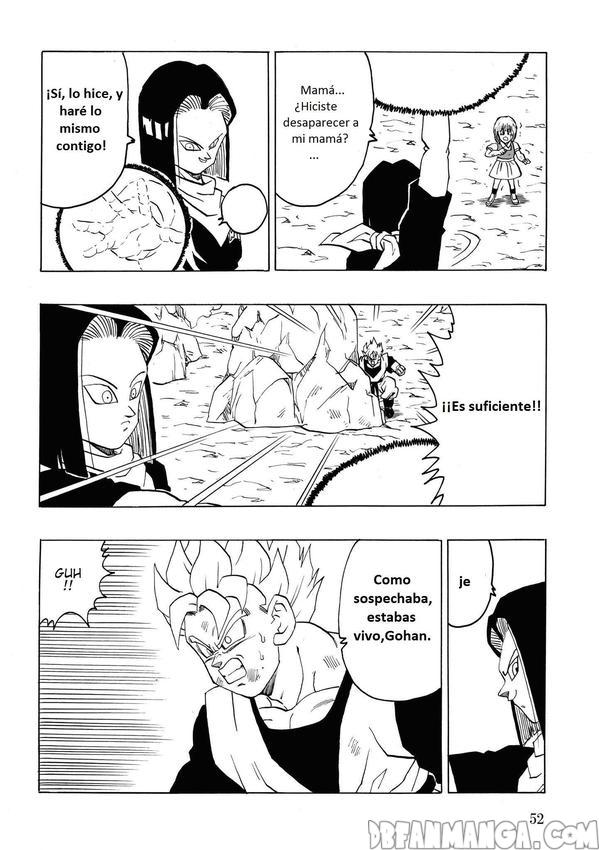 Mamá...
¿Hiciste
desaparecer a
mi mamá?
...
¡Sí, lo hice, y
haré lo
mismo
contigo!
¡¡Es suficiente!!
je
Como
sospechaba,
estabas
vivo,Gohan.
GUH
!!
52
DBFANMANGA.COM